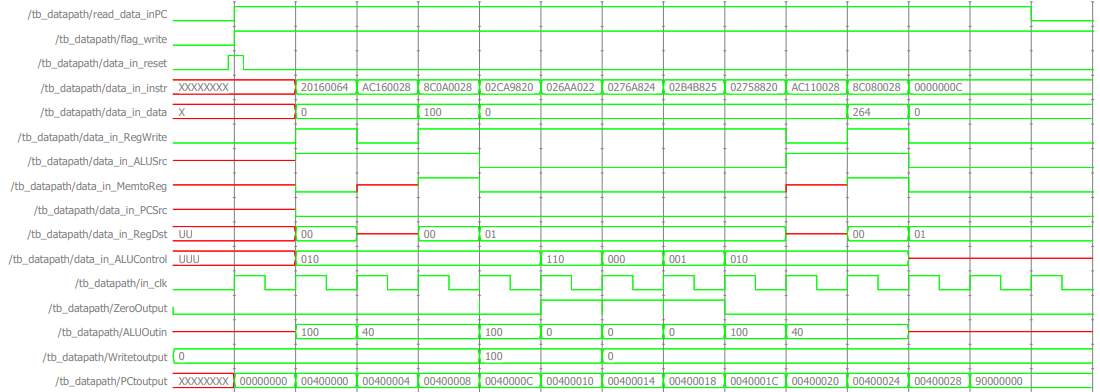 /tb_datapath/read_data_inPC
/tb_datapath/flag_write
/tb_datapath/data_in_reset
/tb_datapath/data_in_instr XXXXXXXX 20160064 AC160028 8C0A0028 02CA9820 026AA022 0276A824 02B4B825 02758820 AC110028 8C080028 0000000C
/tb_datapath/data_in_data X 0 100 0 264 0
/tb_datapath/data_in_RegWrite
/tb_datapath/data_in_ALUSrc
/tb_datapath/data_in_MemtoReg
/tb_datapath/data_in_PCSrc
/tb_datapath/data_in_RegDst UU 00 00 01 00 01
/tb_datapath/data_in_ALUControl UUU 010 110 000 001 010
/tb_datapath/in_clk
/tb_datapath/ZeroOutput
/tb_datapath/ALUOutin 100 40 100 0 0 0 100 40
/tb_datapath/Writetoutput 0 100 0
/tb_datapath/PCtoutput XXXXXXXX 00000000 00400000 00400004 00400008 0040000C 00400010 00400014 00400018 0040001C 00400020 00400024 00400028 90000000